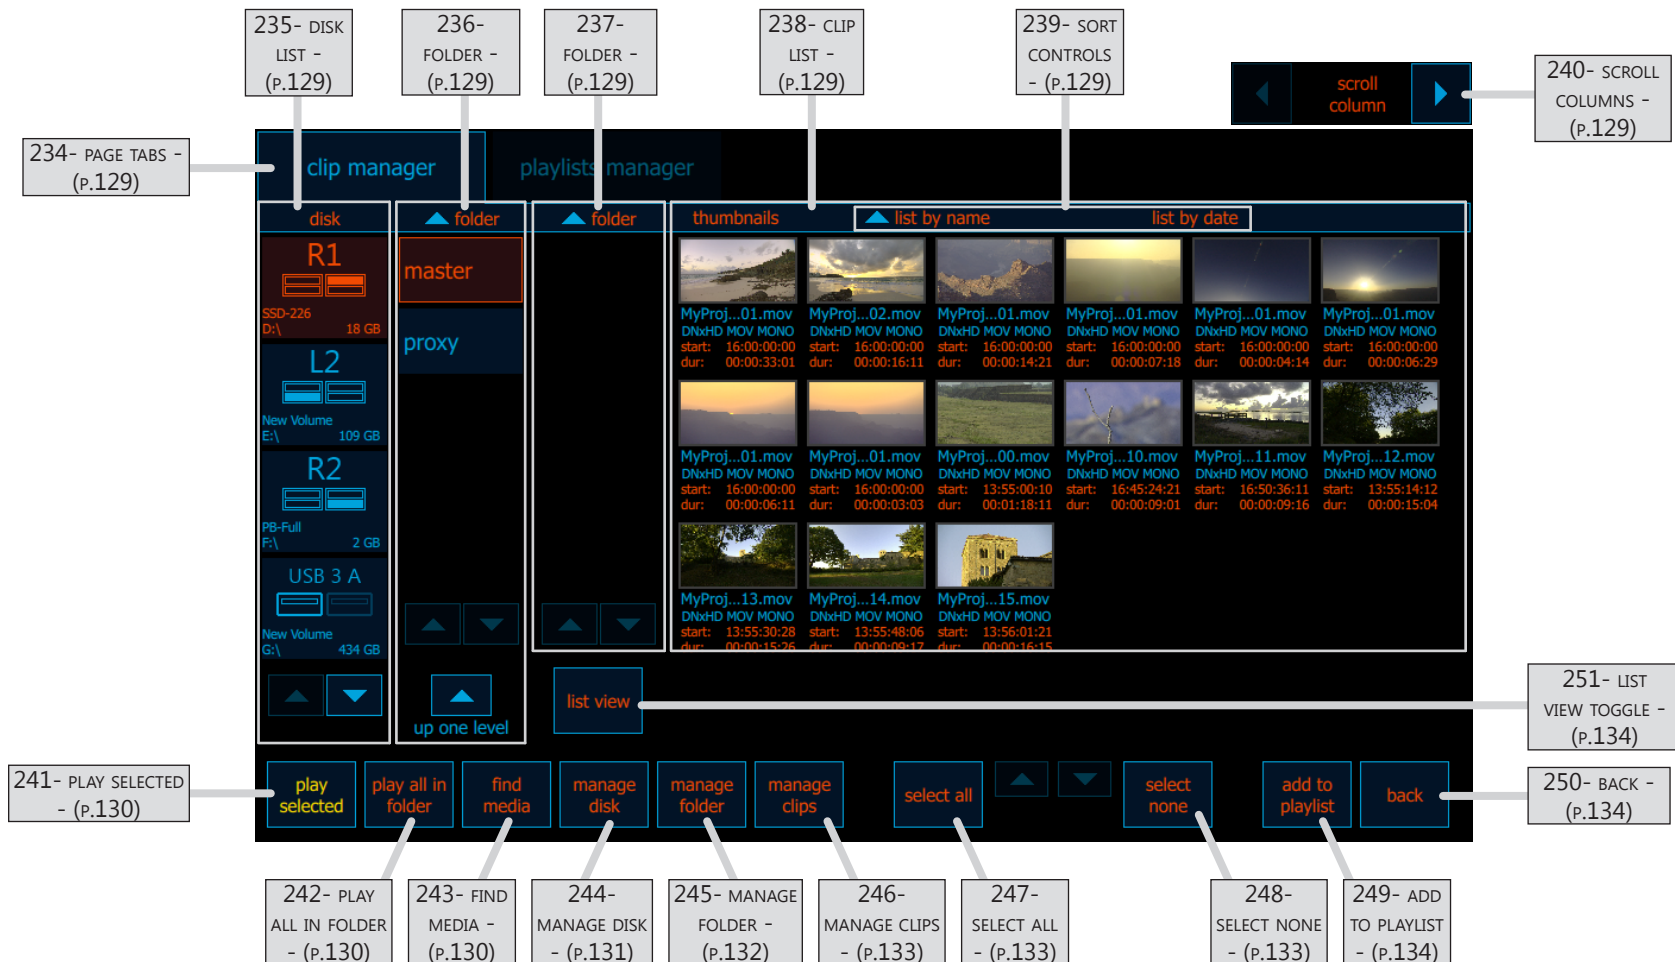 235- DISK
LIST -
(P.129)
236-
FOLDER -
(P.129)
237-
FOLDER -
(P.129)
238- CLIP
LIST -
(P.129)
239- SORT
CONTROLS
- (P.129)
240- SCROLL
COLUMNS -
(P.129)
scroll
column
234- PAGE TABS -
(P.129)
clip manager
playlists manager
disk
folder
folder
thumbnails
list by name
list by date
R1
SSD-226
D:\ 18 GB
L2
New Volume
E:\ 109 GB
R2
PB-Full
F:\ 2 GB
USB 3 A
New Volume
G:\ 434 GB
master
proxy
up one level
MyProj...01.mov MyProj...02.mov MyProj...01.mov MyProj...01.mov MyProj...01.mov MyProj...01.mov
DNxHD MOV MONO DNxHD MOV MONO DNxHD MOV MONO DNxHD MOV MONO DNxHD MOV MONO DNxHD MOV MONO
start: 16:00:00:00 start: 16:00:00:00 start: 16:00:00:00 start: 16:00:00:00 start: 16:00:00:00 start: 16:00:00:00
dur: 00:00:33:01 dur: 00:00:16:11 dur: 00:00:14:21 dur: 00:00:07:18 dur: 00:00:04:14 dur: 00:00:06:29
MyProj...01.mov MyProj...01.mov MyProj...00.mov MyProj...10.mov MyProj...11.mov MyProj...12.mov
DNxHD MOV MONO DNxHD MOV MONO DNxHD MOV MONO DNxHD MOV MONO DNxHD MOV MONO DNxHD MOV MONO
start: 16:00:00:00 start: 16:00:00:00 start: 13:55:00:10 start: 16:45:24:21 start: 16:50:36:11 start: 13:55:14:12
dur: 00:00:06:11 dur: 00:00:03:03 dur: 00:01:18:11 dur: 00:00:09:01 dur: 00:00:09:16 dur: 00:00:15:04
MyProj...13.mov MyProj...14.mov MyProj...15.mov
DNxHD MOV MONO DNxHD MOV MONO DNxHD MOV MONO
start: 13:55:30:28 start: 13:55:48:06 start: 13:56:01:21
dur: 00:00:15:26 dur: 00:00:09:17 dur: 00:00:16:15
list view
251- LIST
VIEW TOGGLE -
(P.134)
241- PLAY SELECTED
- (P.130)
play
selected
play all in
folder
find
media
manage
disk
manage
folder
manage
clips
select all
select
none
add to
playlist
back
250- BACK -
(P.134)
242- PLAY
ALL IN FOLDER
- (P.130)
243- FIND
MEDIA -
(P.130)
244-
MANAGE DISK
- (P.131)
245- MANAGE
FOLDER -
(P.132)
246-
MANAGE CLIPS
- (P.133)
247-
SELECT ALL
- (P.133)
248-
SELECT NONE
- (P.133)
249- ADD
TO PLAYLIST
- (P.134)